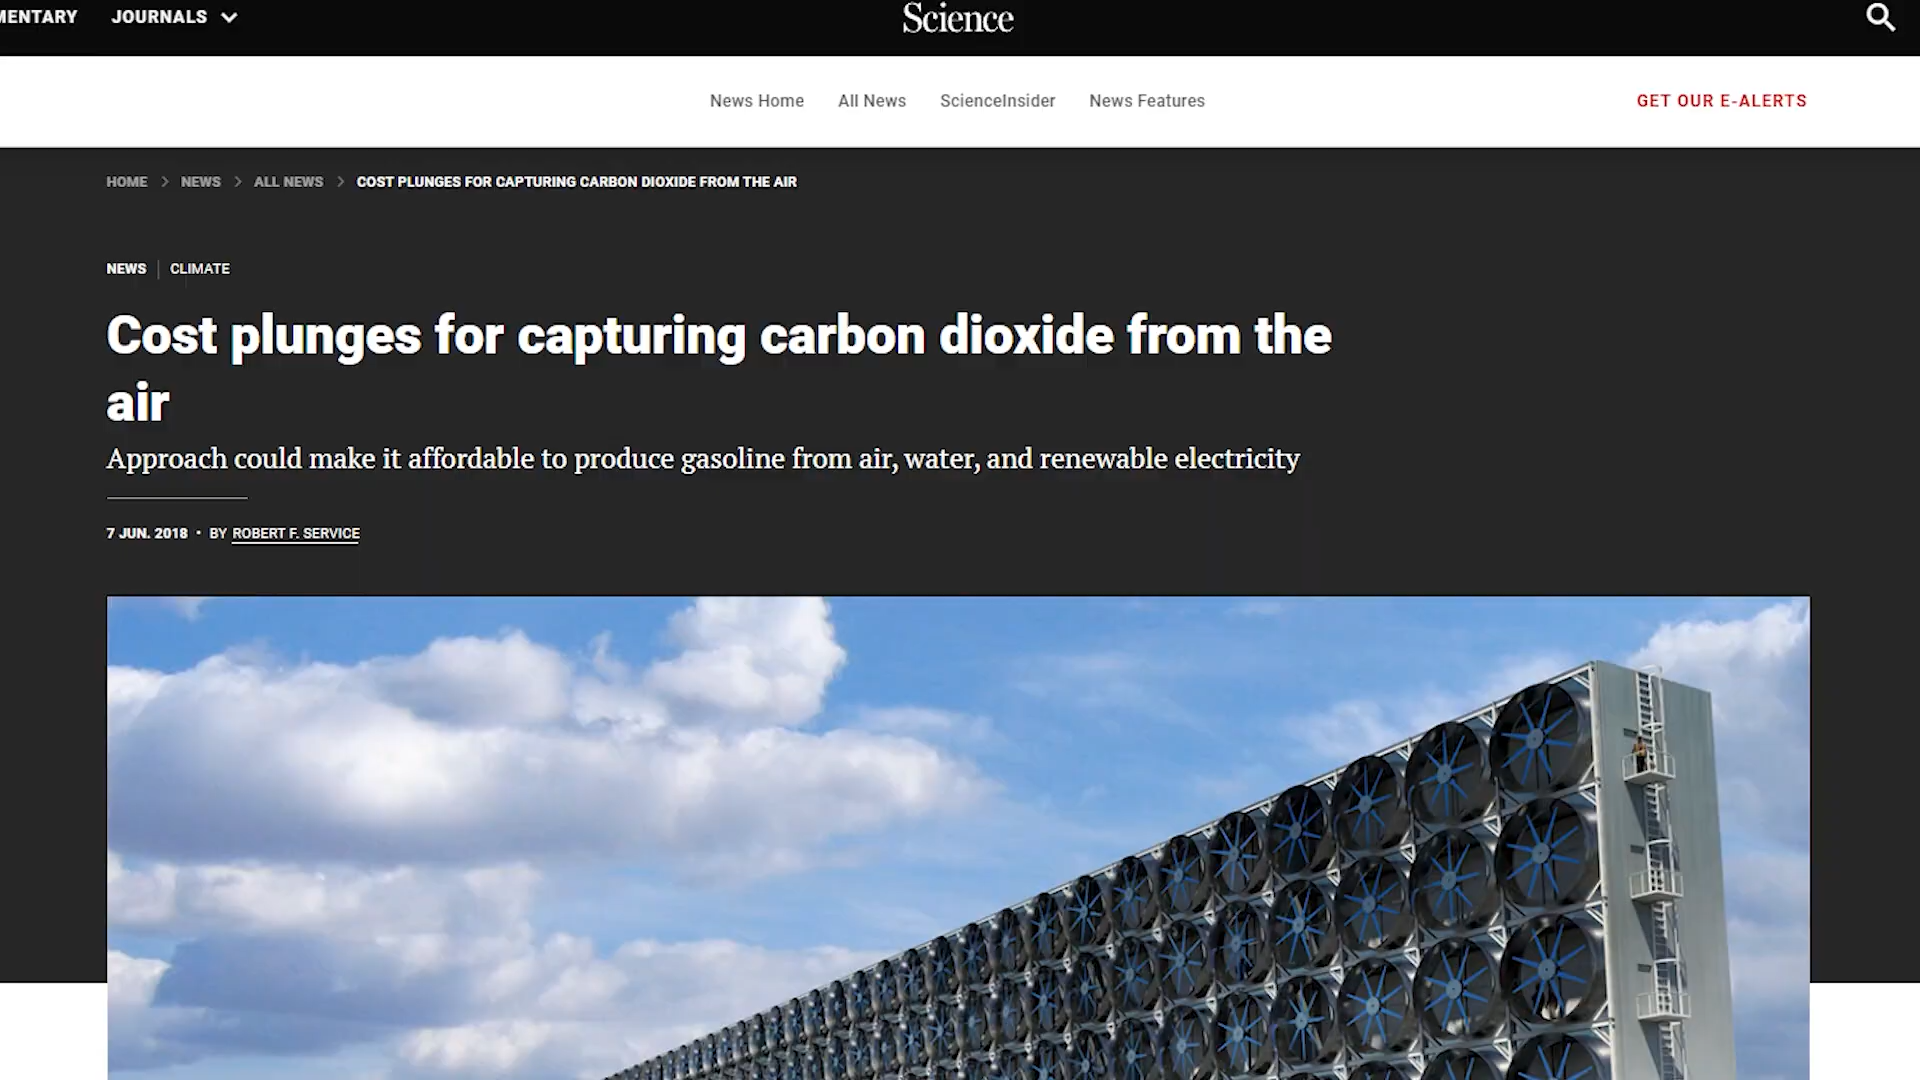 JOURNALS
Science
News Home All News ScienceInsider News Features GET OUR E-ALERTS
HOME > NEWS > ALL NEWS > COST PLUNGES FOR CAPTURING CARBON DIOXIDE FROM THE AIR
NEWS | CLIMATE
Cost plunges for capturing carbon dioxide from the
air
Approach could make it affordable to produce gasoline from air, water, and renewable electricity
7 JUN. 2018 • BY ROBERT F. SERVICE